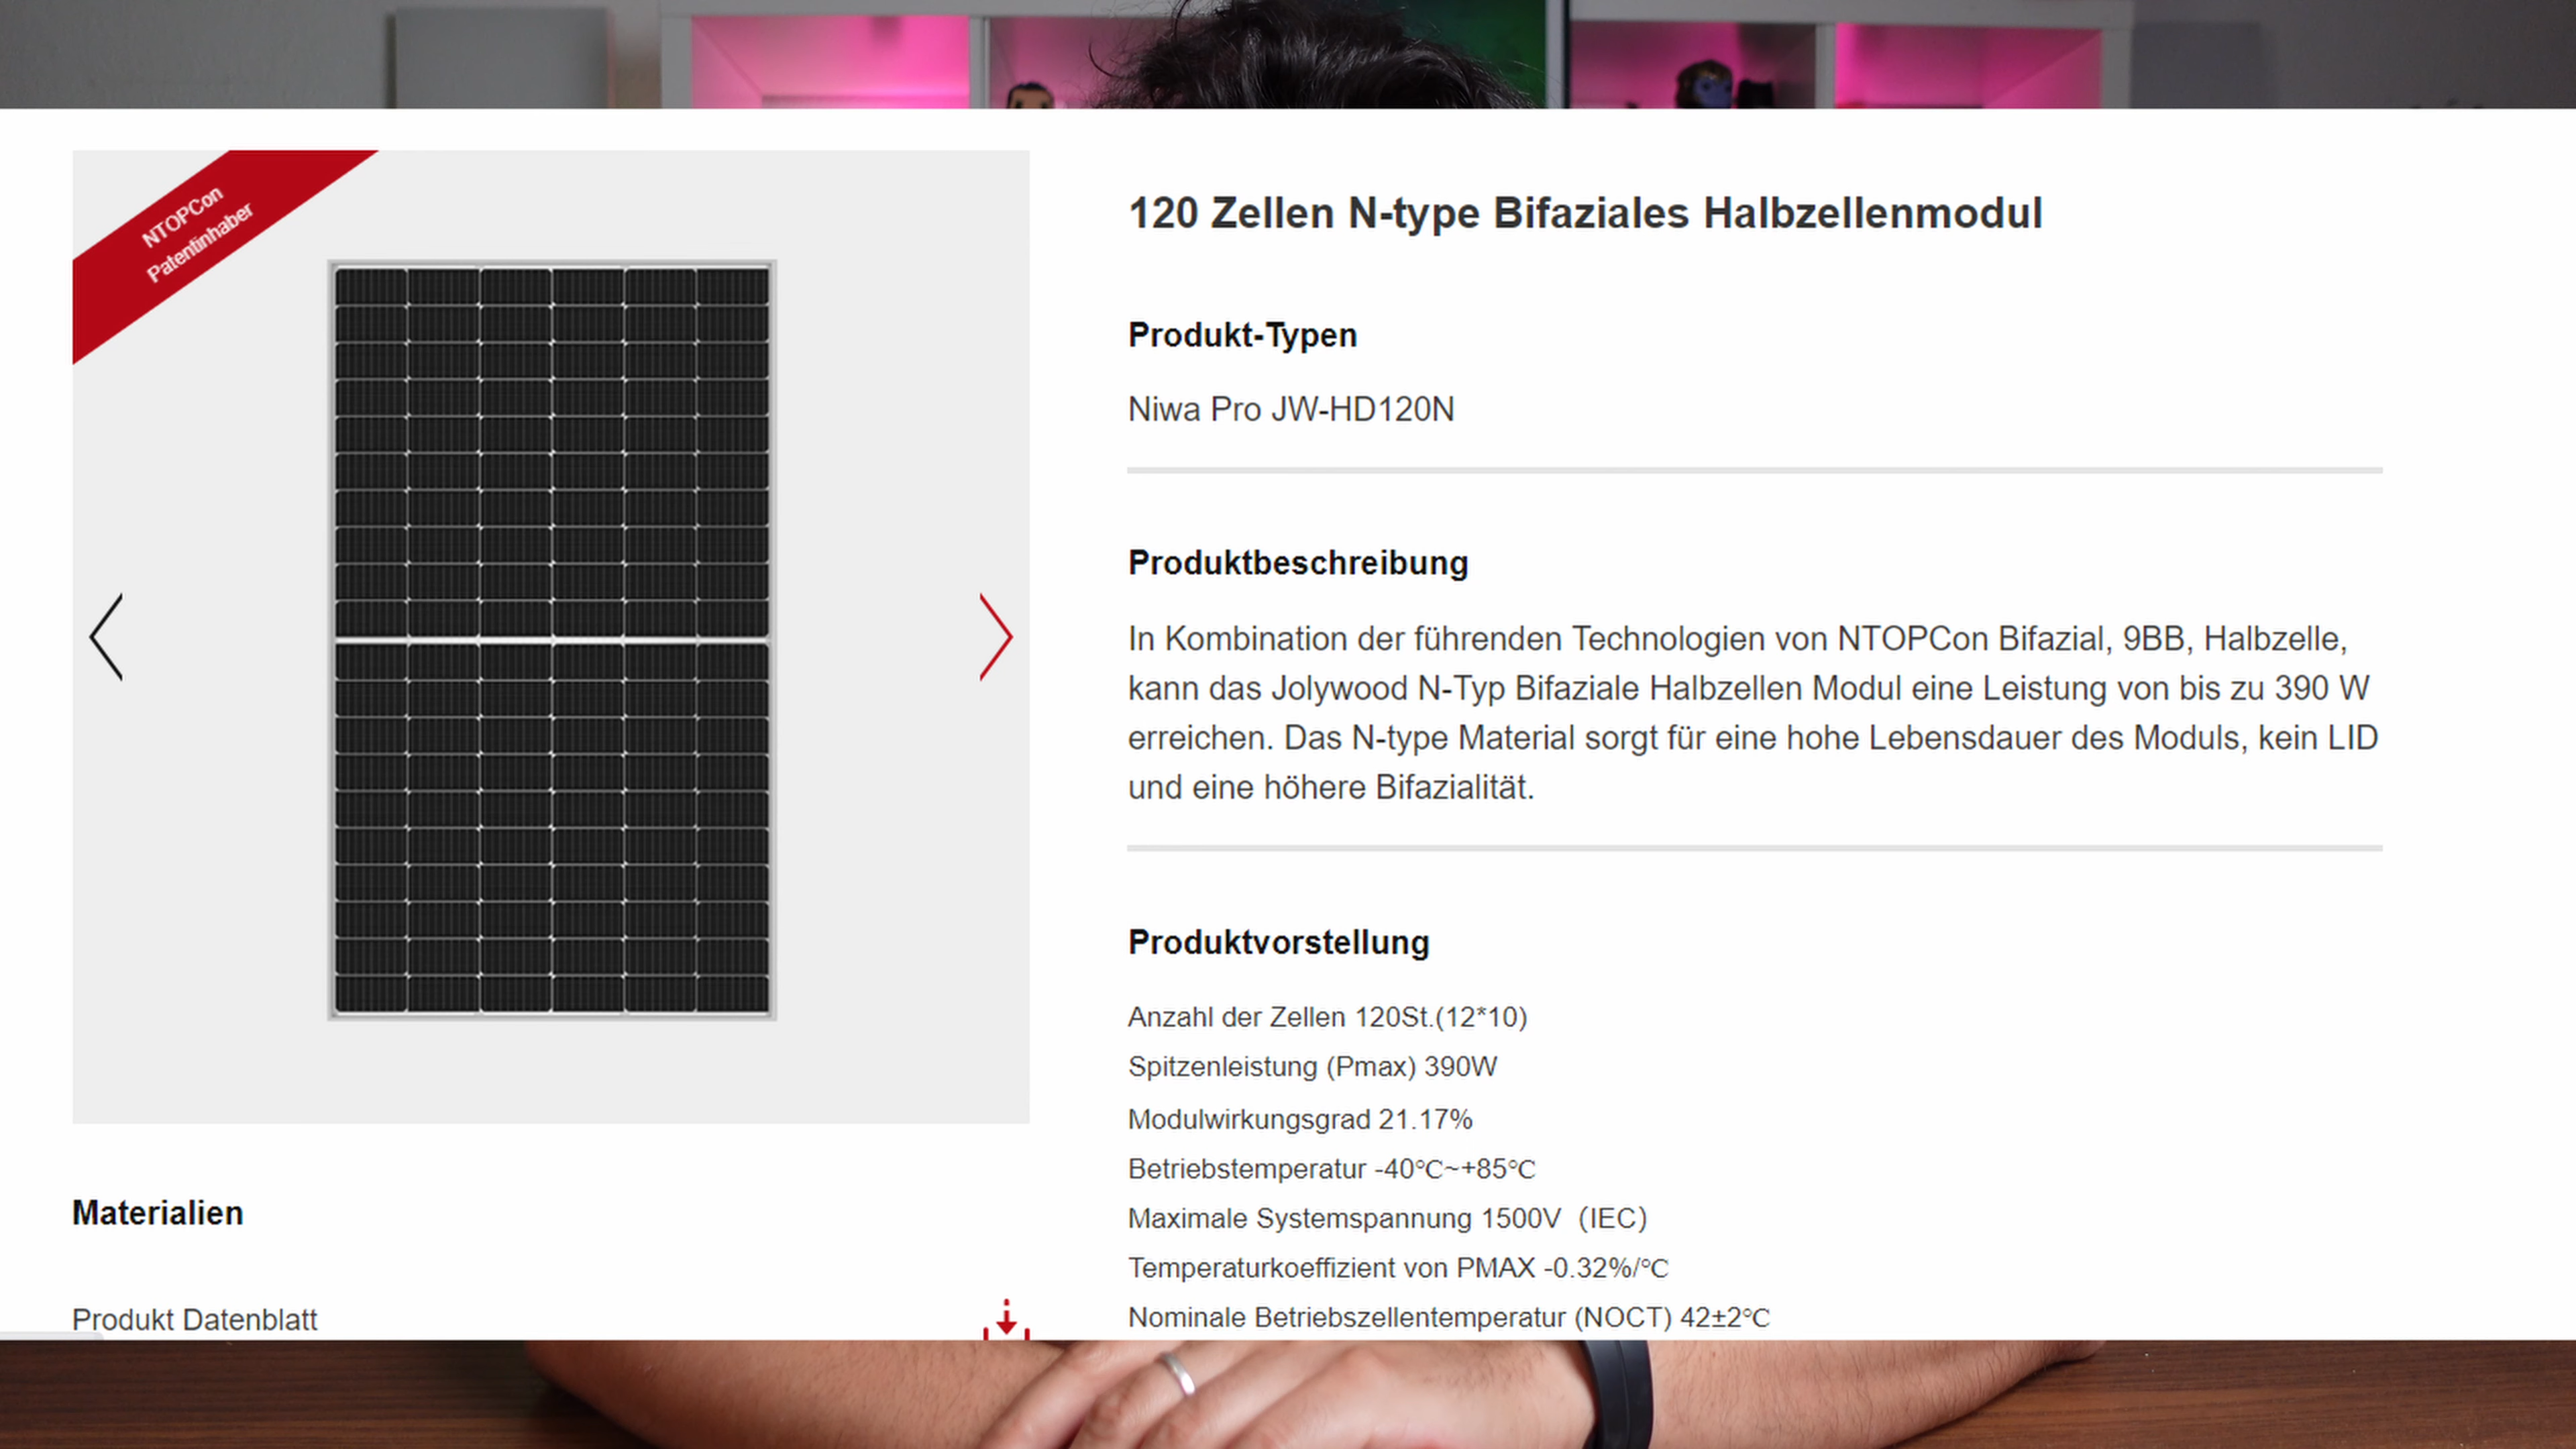 NTOPCon
Patentinhaber
120 Zellen N-type Bifaziales Halbzellenmodul
Produkt-Typen
Niwa Pro JW-HD120N
Produktbeschreibung
In Kombination der führenden Technologien von NTOPCon Bifazial, 9BB, Halbzelle,
kann das Jolywood N-Typ Bifaziale Halbzellen Modul eine Leistung von bis zu 390 W
erreichen. Das N-type Material sorgt für eine hohe Lebensdauer des Moduls, kein LID
und eine höhere Bifazialität.
Produktvorstellung
Anzahl der Zellen 120St.(12*10)
Spitzenleistung (Pmax) 390W
Modulwirkungsgrad 21.17%
Betriebstemperatur -40℃~+85℃
Maximale Systemspannung 1500V（IEC）
Temperaturkoeffizient von PMAX -0.32%/℃
Nominale Betriebszellentemperatur (NOCT) 42±2℃
Materialien
Produkt Datenblatt